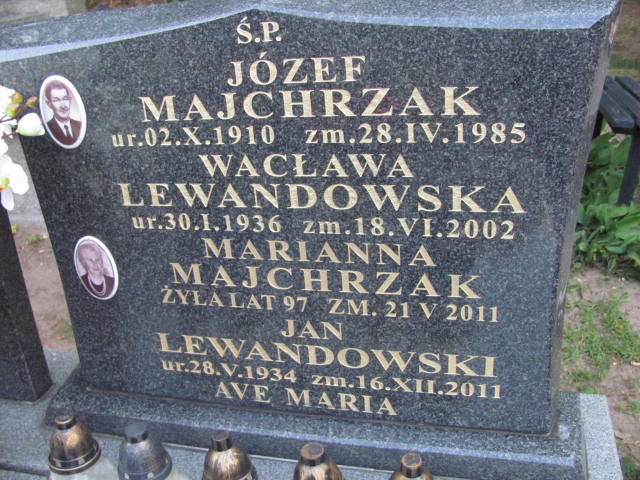 Ś.P.
JÓZEF
MAJCHRZAK
ur.02.X.1910 zm.28.IV.1985
WACŁAWA
LEWANDOWSKA
ur.30.I.1936 zm.18.VI.2002
MARIANNA
MAJCHRZAK
ŻYŁA LAT 97 ZM. 21 V 2011
JAN
LEWANDOWSKI
ur.28.V.1934 zm.16.XII.2011
AVE MARIA